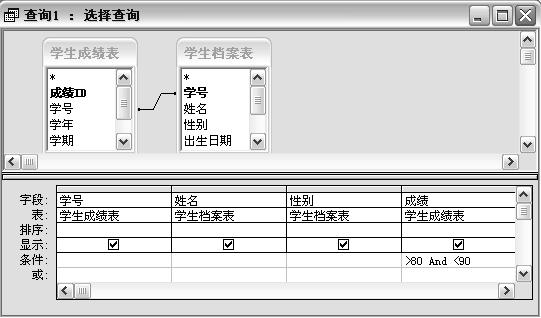 查询1 : 选择查询
学生成绩表
*
成绩ID
学号
学年
学期
学生档案表
*
学号
姓名
性别
出生日期
字段: 学号 姓名 性别 成绩
表: 学生成绩表 学生档案表 学生档案表 学生成绩表
排序:
显示:
条件: >80 And <90
或: